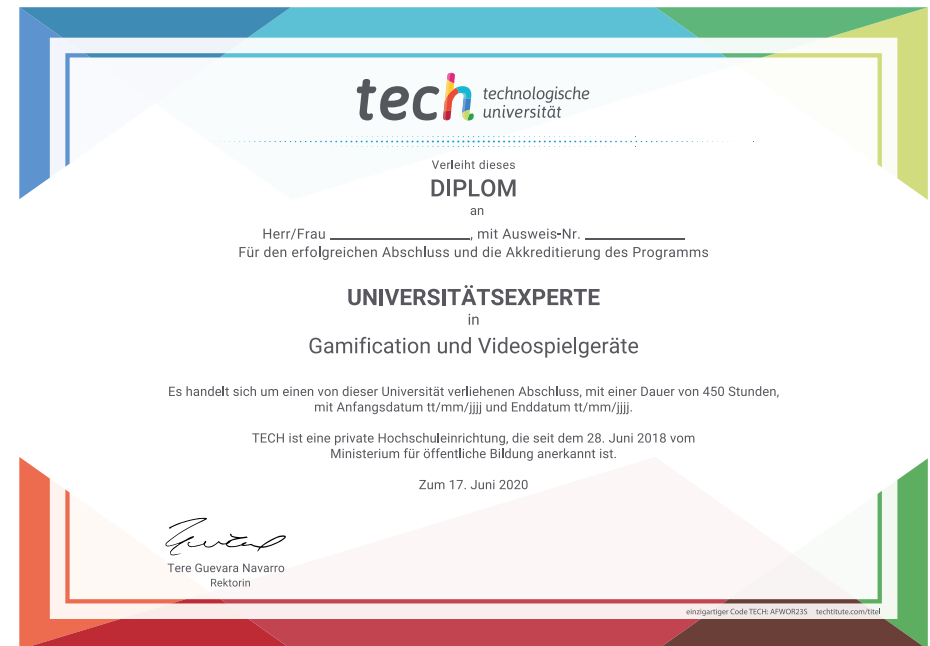 tech technologische
universität
Verleiht dieses
DIPLOM
an
Herr/Frau ____________________, mit Ausweis-Nr. ______________
Für den erfolgreichen Abschluss und die Akkreditierung des Programms
UNIVERSITÄTSEXPERTE
in
Gamification und Videospielgeräte
Es handelt sich um einen von dieser Universität verliehenen Abschluss, mit einer Dauer von 450 Stunden,
mit Anfangsdatum tt/mm/jjjj und Enddatum tt/mm/jjjj.
TECH ist eine private Hochschuleinrichtung, die seit dem 28. Juni 2018 vom
Ministerium für öffentliche Bildung anerkannt ist.
Zum 17. Juni 2020
Tere Guevara Navarro
Rektorin
einzigartiger Code TECH: AFWOR23S techtitute.com/titel